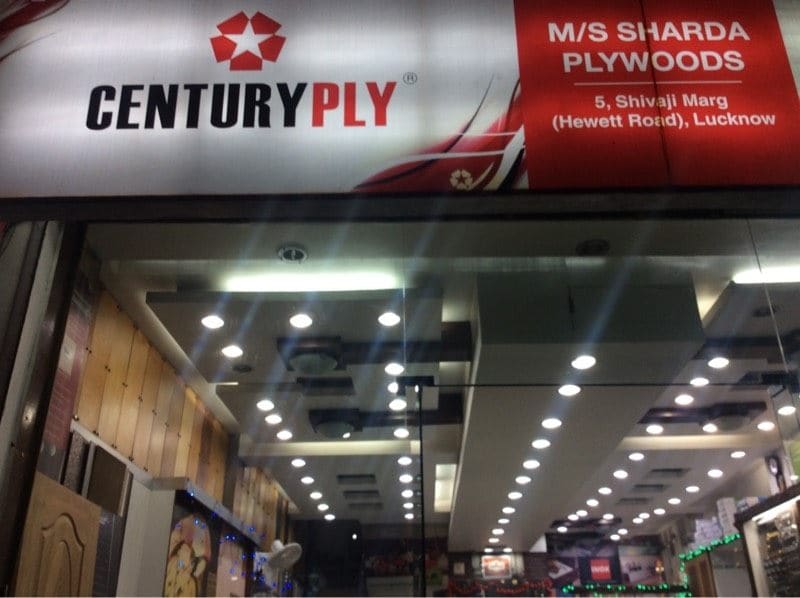 CENTURYPLY®
M/S SHARDA
PLYWOODS
5, Shivaji Marg
(Hewett Road), Lucknow